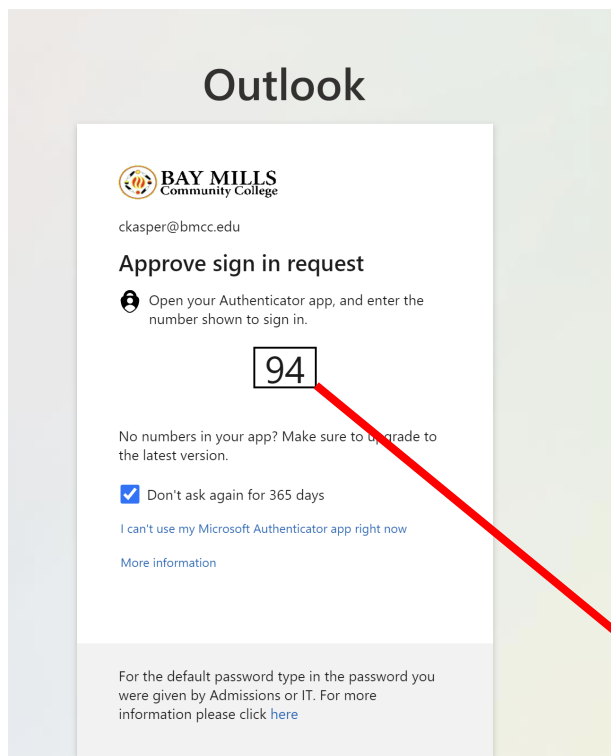 Outlook
BAY MILLS
Community College
ckasper@bmcc.edu
Approve sign in request
Open your Authenticator app, and enter the
number shown to sign in.
94
No numbers in your app? Make sure to upgrade to
the latest version.
Don't ask again for 365 days
I can't use my Microsoft Authenticator app right now
More information
For the default password type in the password you
were given by Admissions or IT. For more
information please click here